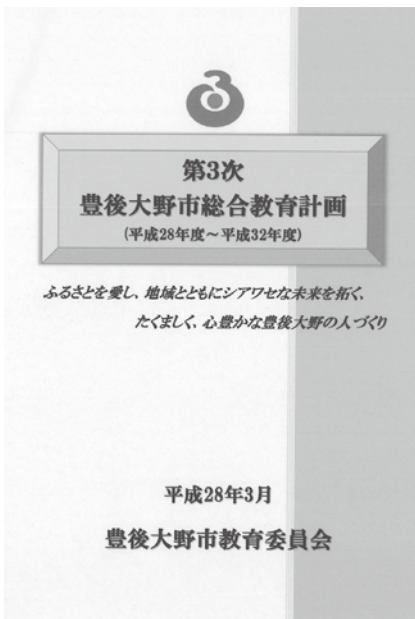 第3次
豊後大野市総合教育計画
(平成28年度～平成32年度)
ふるさとを愛し、地域とともにシアワセな未来を拓く、
たくましく、心豊かな豊後大野の人づくり
平成28年3月
豊後大野市教育委員会